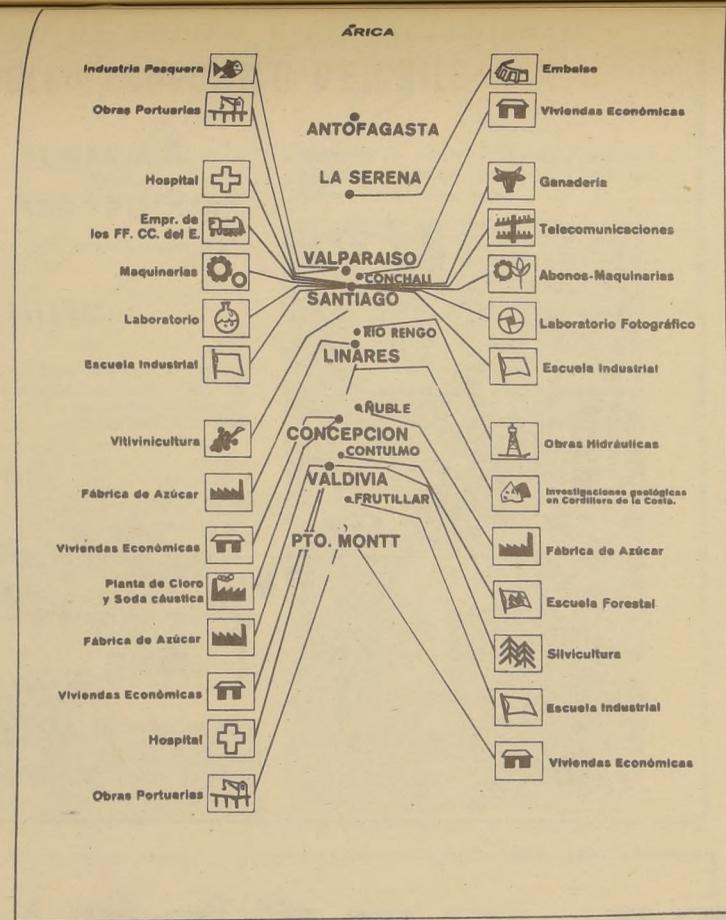 ARICA
Industria Pesquera
Obras Portuarias
Hospital
Empr. de
los FF. CC. del E.
Maquinarias
Laboratorio
Escuela Industrial
Vitivinicultura
Fábrica de Azúcar
Viviendas Económicas
Planta de Cloro
y Soda cáustica
Fábrica de Azúcar
Viviendas Económicas
Hospital
Obras Portuarias
ANTOFAGASTA
LA SERENA
VALPARAISO
CONCHALI
SANTIAGO
RIO RENGO
LINARES
ÑUBLE
CONCEPCION
CONTULMO
VALDIVIA
FRUTILLAR
PTO. MONTT
Embalse
Viviendas Económicas
Ganadería
Telecomunicaciones
Abonos-Maquinarias
Laboratorio Fotográfico
Escuela Industrial
Obras Hidráulicas
Investigaciones geológicas
en Cordillera de la Costa.
Fábrica de Azúcar
Escuela Forestal
Silvicultura
Escuela Industrial
Viviendas Económicas